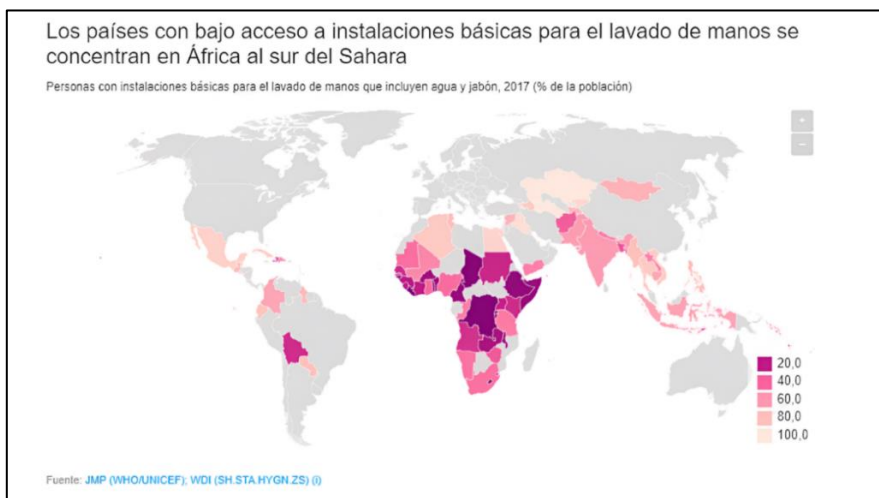 Los países con bajo acceso a instalaciones básicas para el lavado de manos se
concentran en África al sur del Sahara
Personas con instalaciones básicas para el lavado de manos que incluyen agua y jabón, 2017 (% de la población)
+
−
20,0
40,0
60,0
80,0
100,0
Fuente: JMP (WHO/UNICEF); WDI (SH.STA.HYGN.ZS) (i)